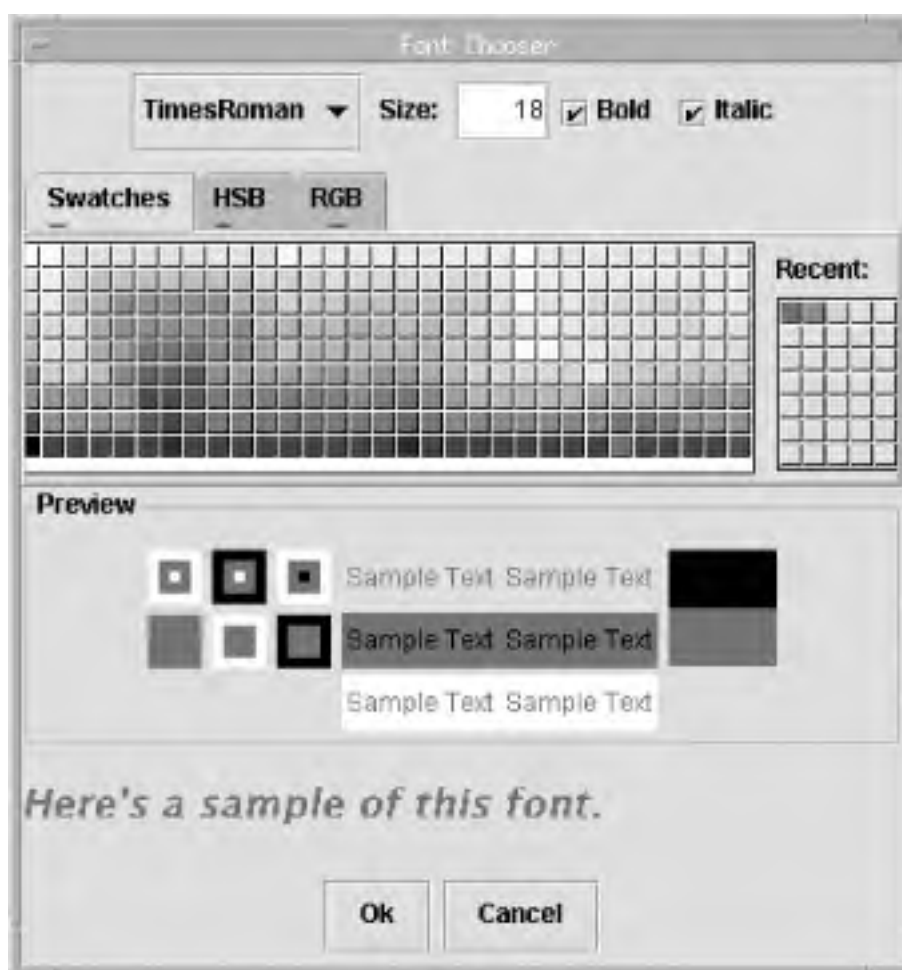 Font Chooser
TimesRoman Size: 18 Bold Italic
Swatches HSB RGB
Recent:
Preview
Sample Text Sample Text
Sample Text Sample Text
Sample Text Sample Text
Here's a sample of this font.
Ok Cancel